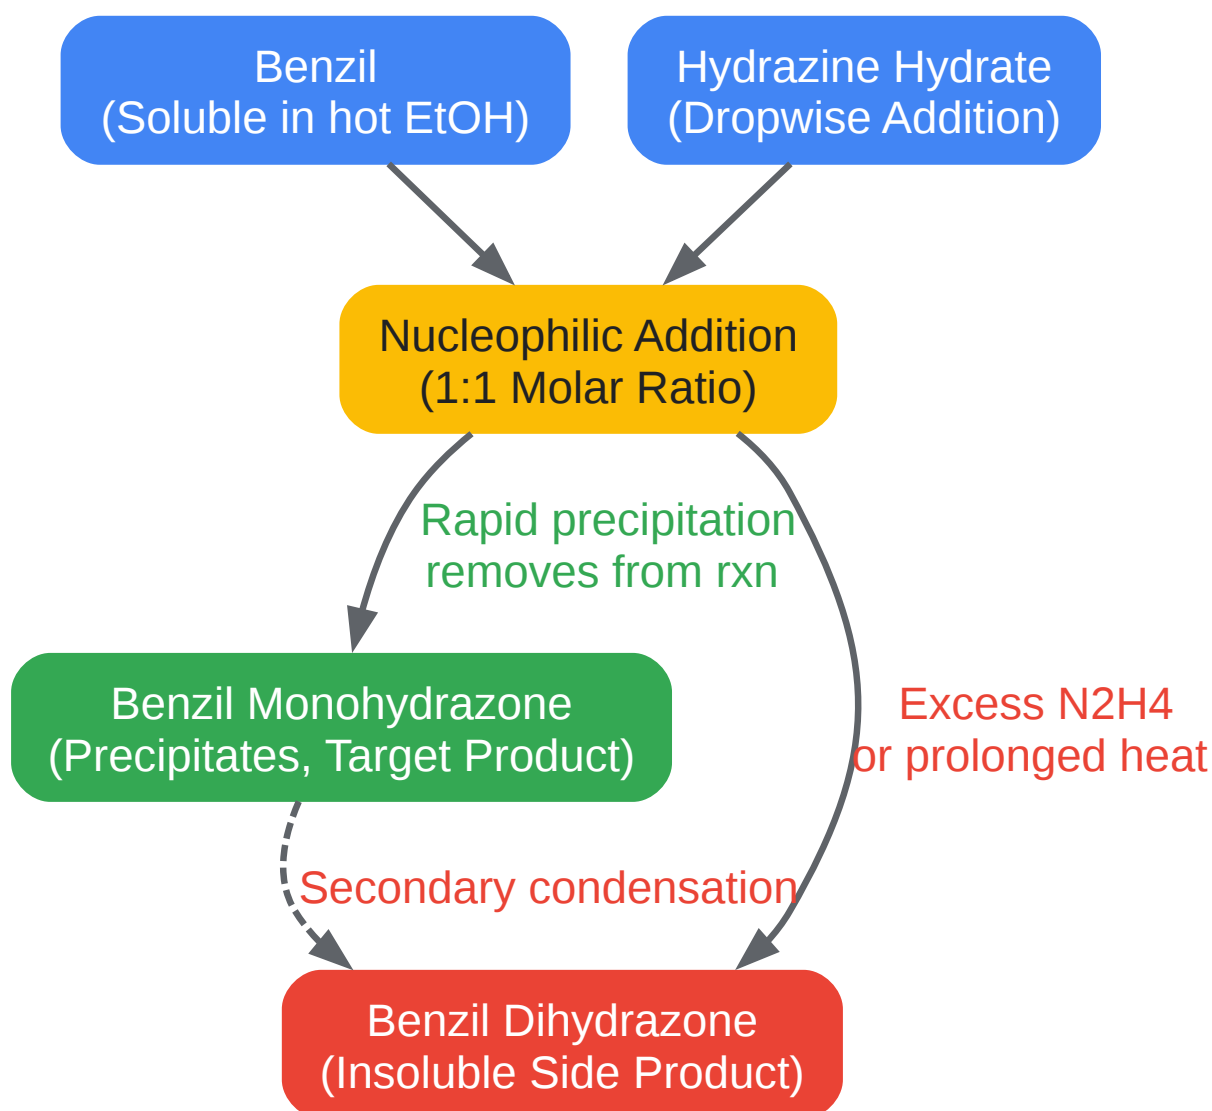 Benzil
(Soluble in hot EtOH)
Hydrazine Hydrate
(Dropwise Addition)
Nucleophilic Addition
(1:1 Molar Ratio)
Rapid precipitation
removes from rxn
Benzil Monohydrazone
(Precipitates, Target Product)
Excess N2H4
or prolonged heat
Secondary condensation
Benzil Dihydrazone
(Insoluble Side Product)